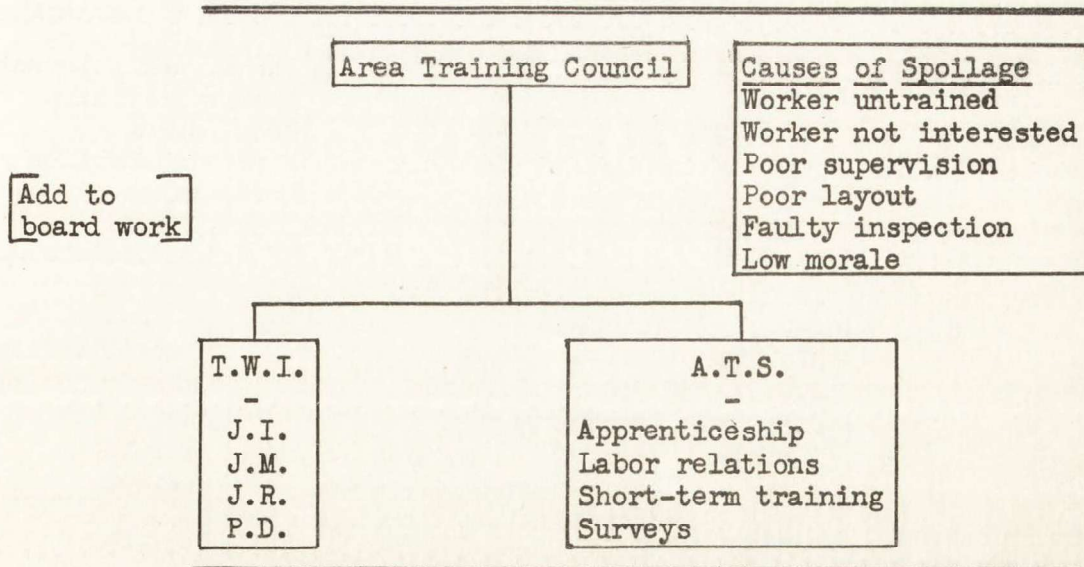 Area Training Council
Causes of Spoilage
Worker untrained
Worker not interested
Poor supervision
Poor layout
Faulty inspection
Low morale
Add to
board work
T.W.I.
-
J.I.
J.M.
J.R.
P.D.
A.T.S.
-
Apprenticeship
Labor relations
Short-term training
Surveys